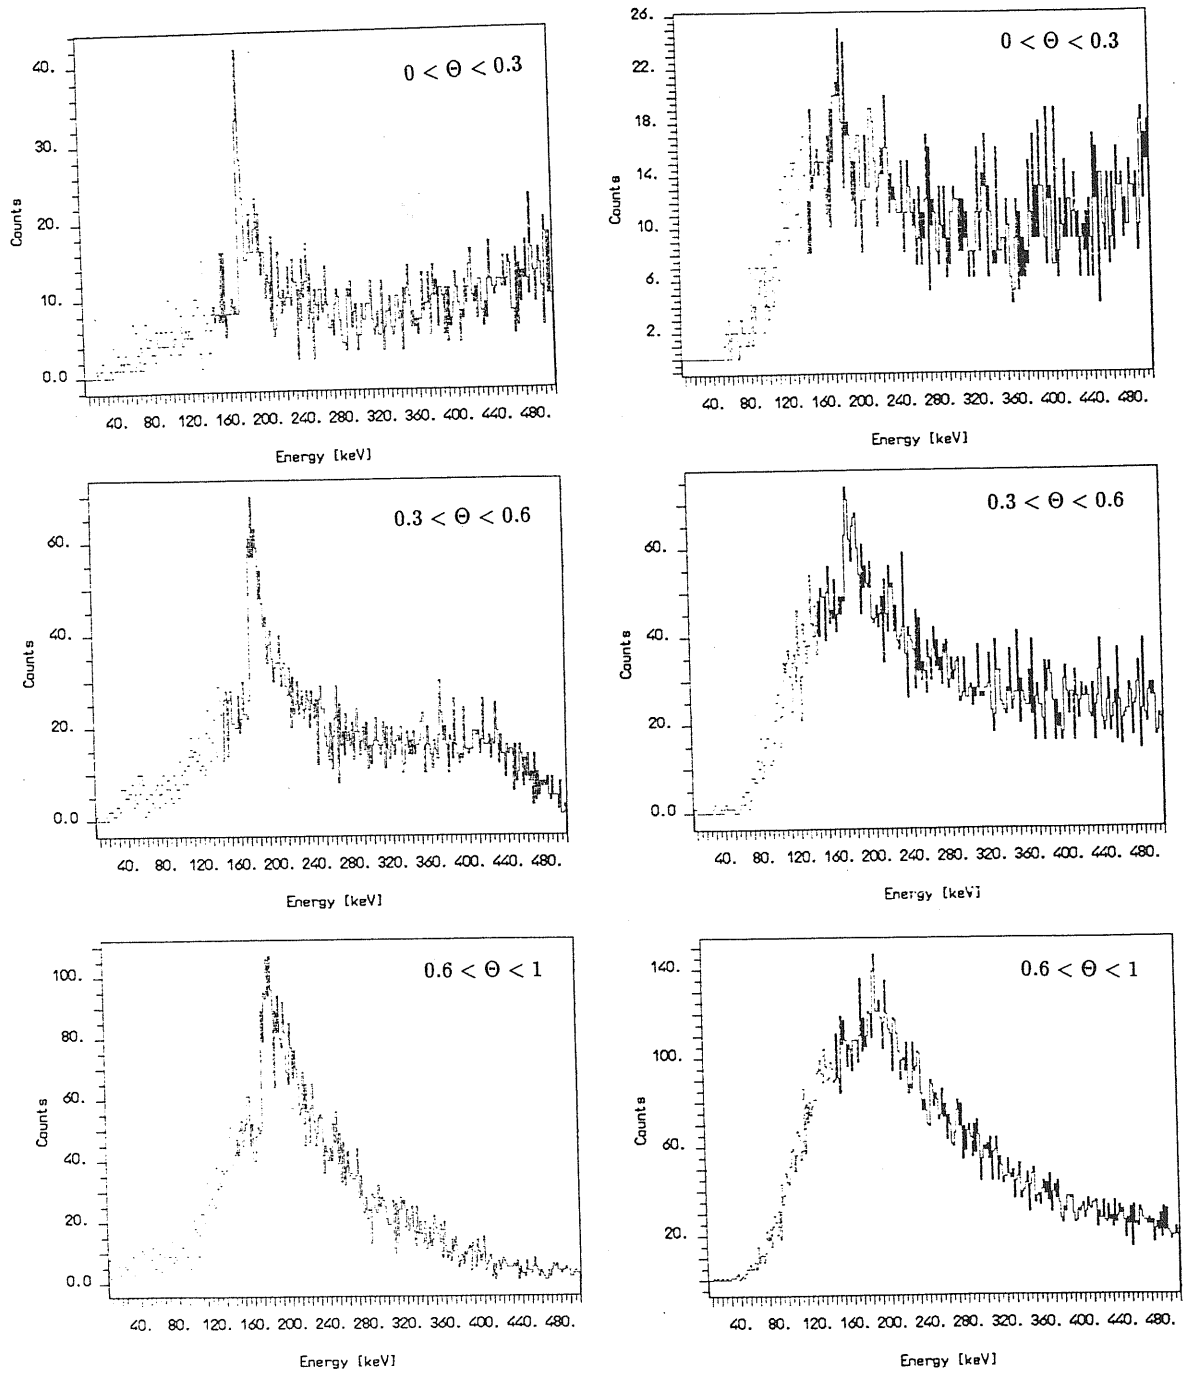 40.
30.
20.
10.
0.0
Counts
0 < Θ < 0.3
40. 80. 120. 160. 200. 240. 280. 320. 360. 400. 440. 480.
Energy [keV]
26.
22.
18.
14.
10.
6.
2.
Counts
0 < Θ < 0.3
40. 80. 120. 160. 200. 240. 280. 320. 360. 400. 440. 480.
Energy [keV]
60.
40.
20.
0.0
Counts
0.3 < Θ < 0.6
40. 80. 120. 160. 200. 240. 280. 320. 360. 400. 440. 480.
Energy [keV]
60.
40.
20.
0.0
Counts
0.3 < Θ < 0.6
40. 80. 120. 160. 200. 240. 280. 320. 360. 400. 440. 480.
Energy [keV]
100.
80.
60.
40.
20.
0.0
Counts
0.6 < Θ < 1
40. 80. 120. 160. 200. 240. 280. 320. 360. 400. 440. 480.
Energy [keV]
140.
100.
60.
20.
Counts
0.6 < Θ < 1
40. 80. 120. 160. 200. 240. 280. 320. 360. 400. 440. 480.
Energy [keV]